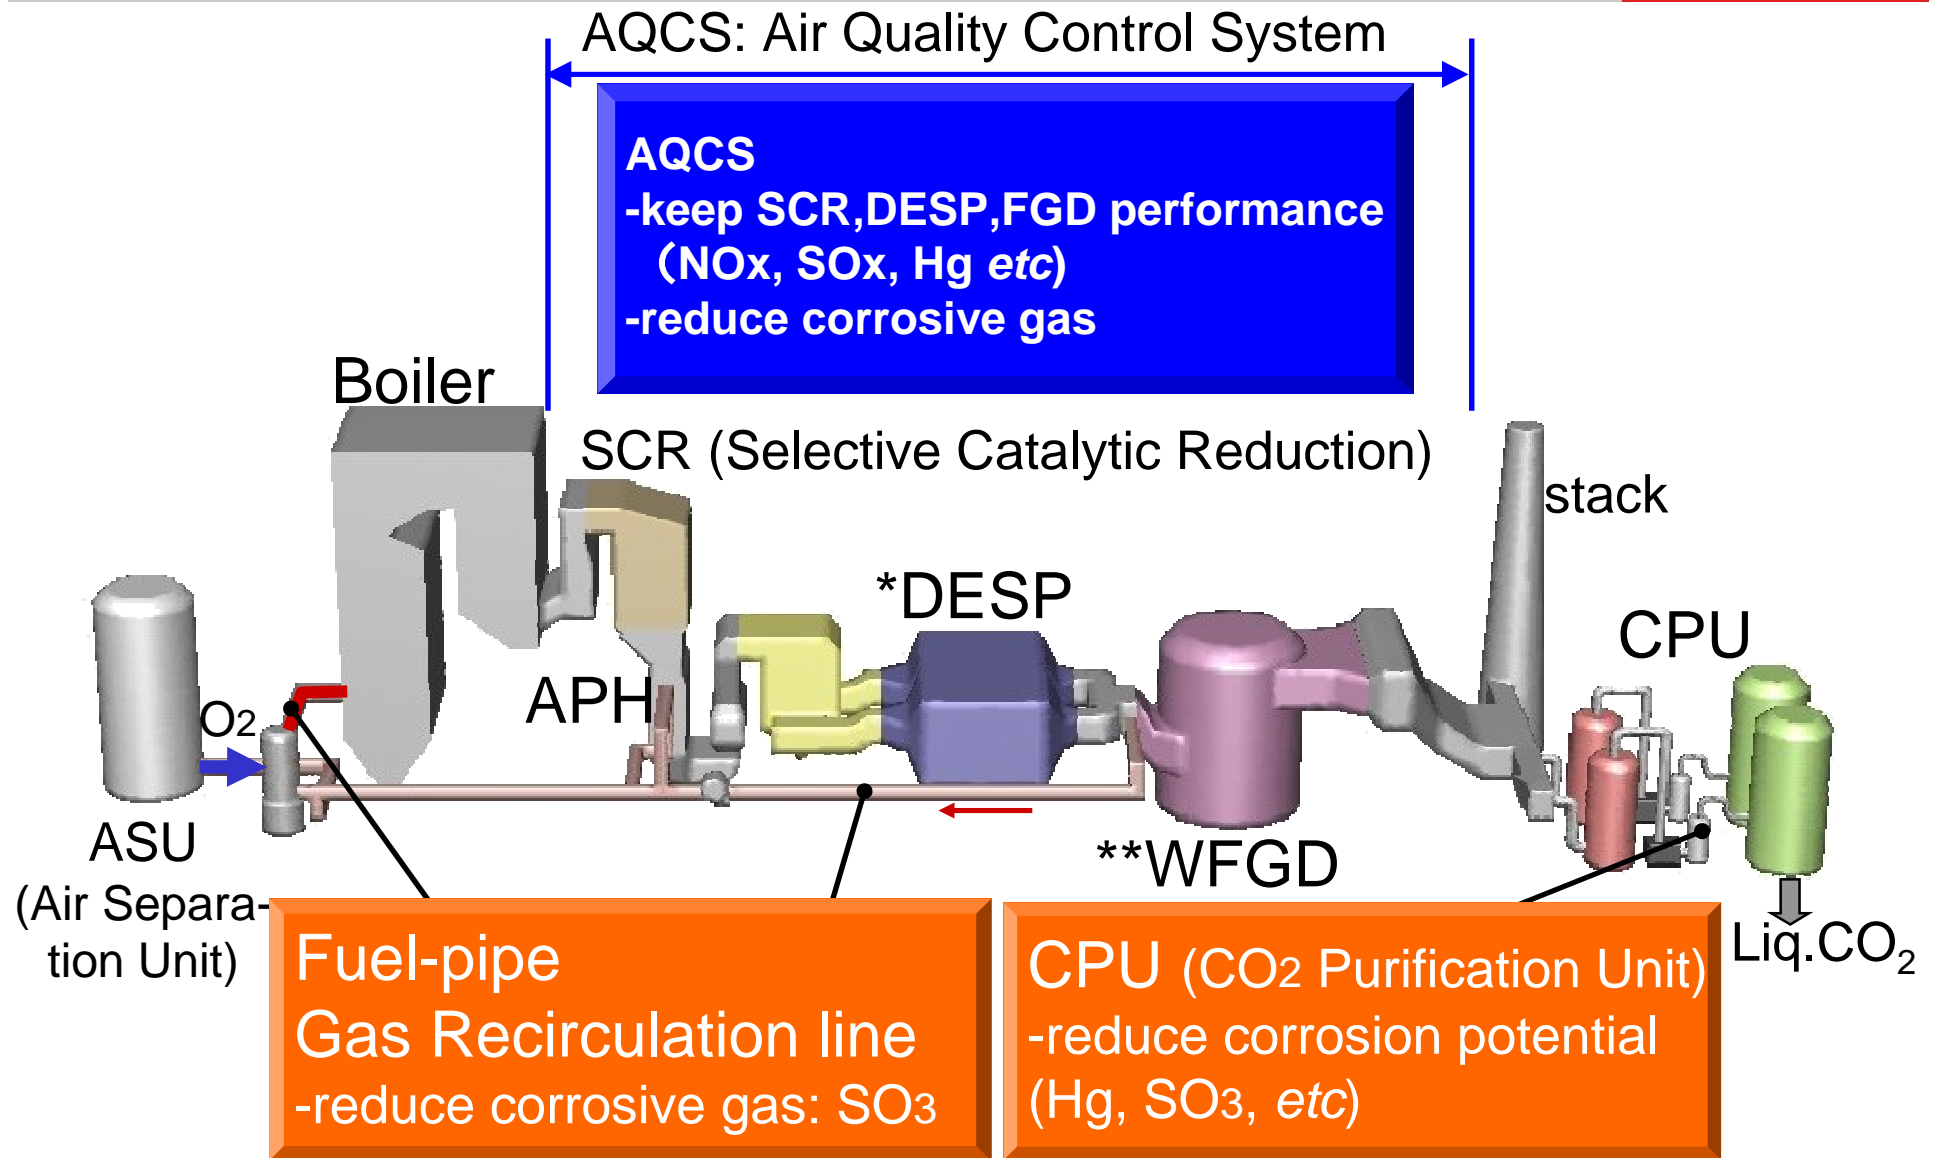 AQCS: Air Quality Control System
AQCS
-keep SCR,DESP,FGD performance
（NOx, SOx, Hg etc)
-reduce corrosive gas
Boiler
SCR (Selective Catalytic Reduction)
stack
*DESP
CPU
APH
O2
ASU
(Air Separa-
tion Unit)
**WFGD
Liq.CO₂
Fuel-pipe
Gas Recirculation line
-reduce corrosive gas: SO3
CPU (CO2 Purification Unit)
-reduce corrosion potential
(Hg, SO3, etc)